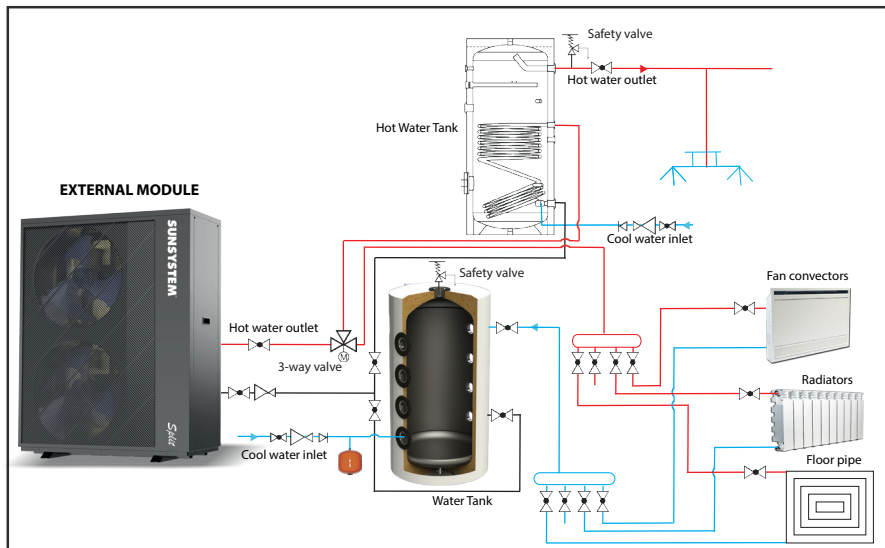 Safety valve
Hot water outlet
Hot Water Tank
EXTERNAL MODULE
SUNSYSTEM
Cool water inlet
Safety valve
Fan convectors
Hot water outlet
3-way valve
M
Radiators
Split
Cool water inlet
Water Tank
Floor pipe